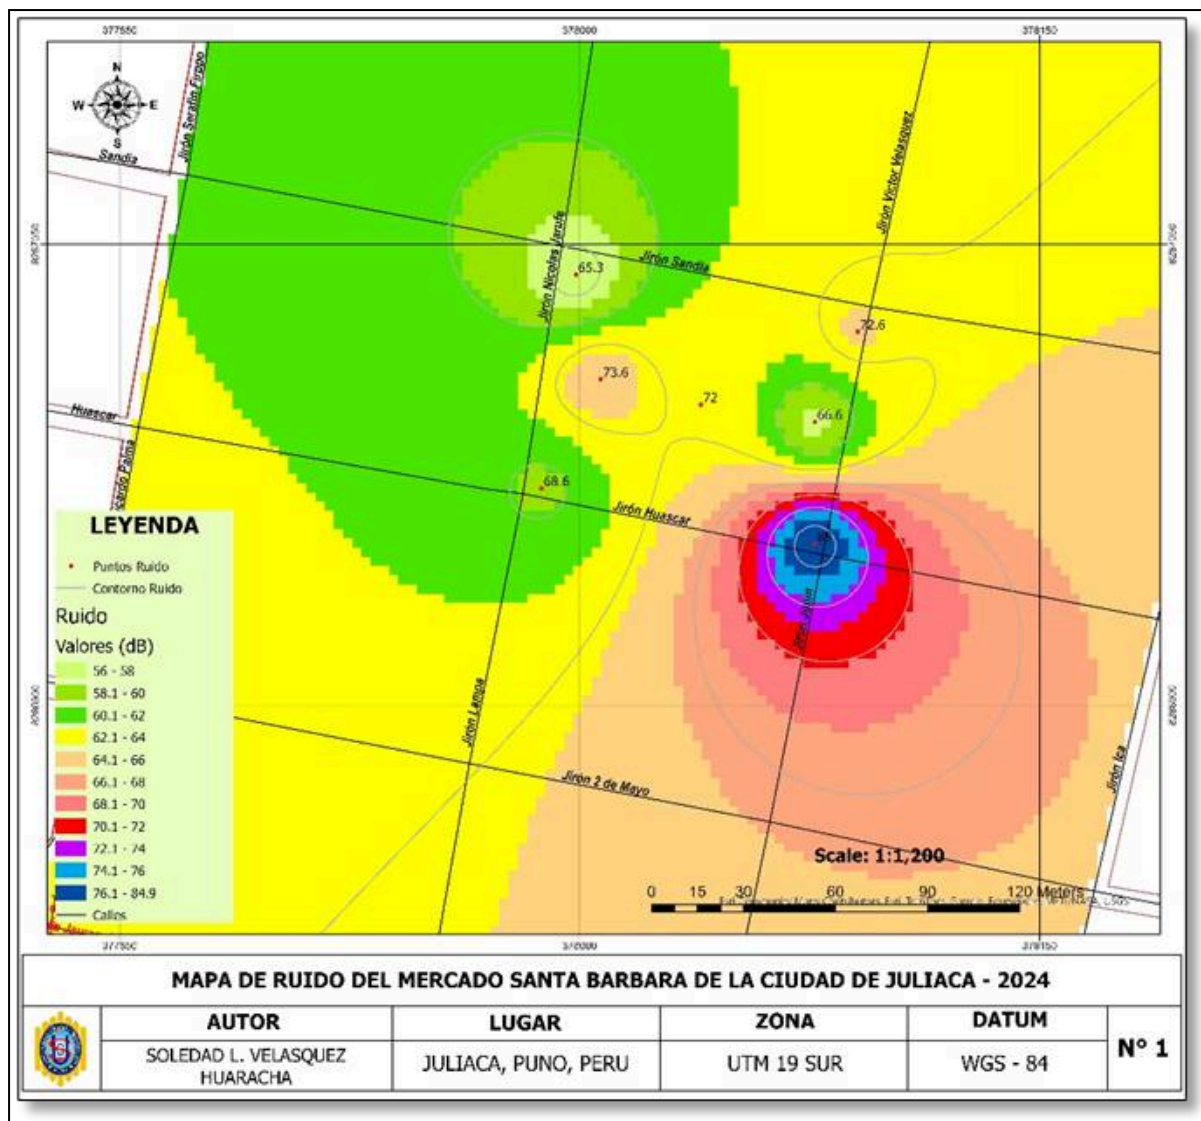 377550
378000
378150
N
W
E
S
Sandia
Jirón Serafin Firopo
Jirón Victor Velasquez
Jirón Nicolas Jarufe
Jirón Sandia
65.3
72.6
73.6
72
66.6
Huascar
68.6
Jirón Huascar
Jirón Lampa
Jirón 2 de Mayo
Jirón Ica
LEYENDA
Puntos Ruido
Contorno Ruido
Ruido
Valores (dB)
56 - 58
58.1 - 60
60.1 - 62
62.1 - 64
64.1 - 66
66.1 - 68
68.1 - 70
70.1 - 72
72.1 - 74
74.1 - 76
76.1 - 84.9
Calles
Scale: 1:1,200
0 15 30 60 90 120 Meters
377550
378000
378150
MAPA DE RUIDO DEL MERCADO SANTA BARBARA DE LA CIUDAD DE JULIACA - 2024
AUTOR
LUGAR
ZONA
DATUM
N° 1
SOLEDAD L. VELASQUEZ
HUARACHA
JULIACA, PUNO, PERU
UTM 19 SUR
WGS - 84